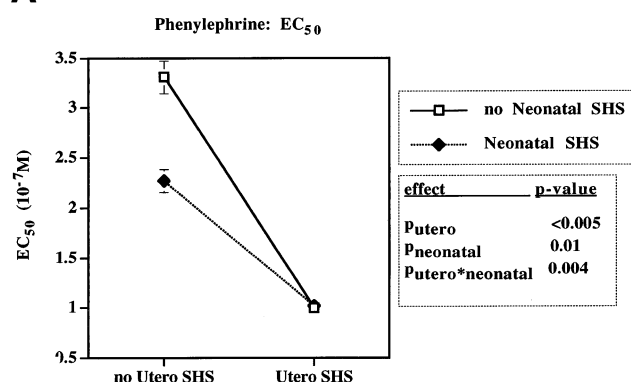 A
Phenylephrine: EC50
3.5
3
2.5
2
1.5
1
0.5
EC50 (10-7M)
no Utero SHS
Utero SHS
no Neonatal SHS
Neonatal SHS
effect p-value
putero <0.005
pneonatal 0.01
putero*neonatal 0.004